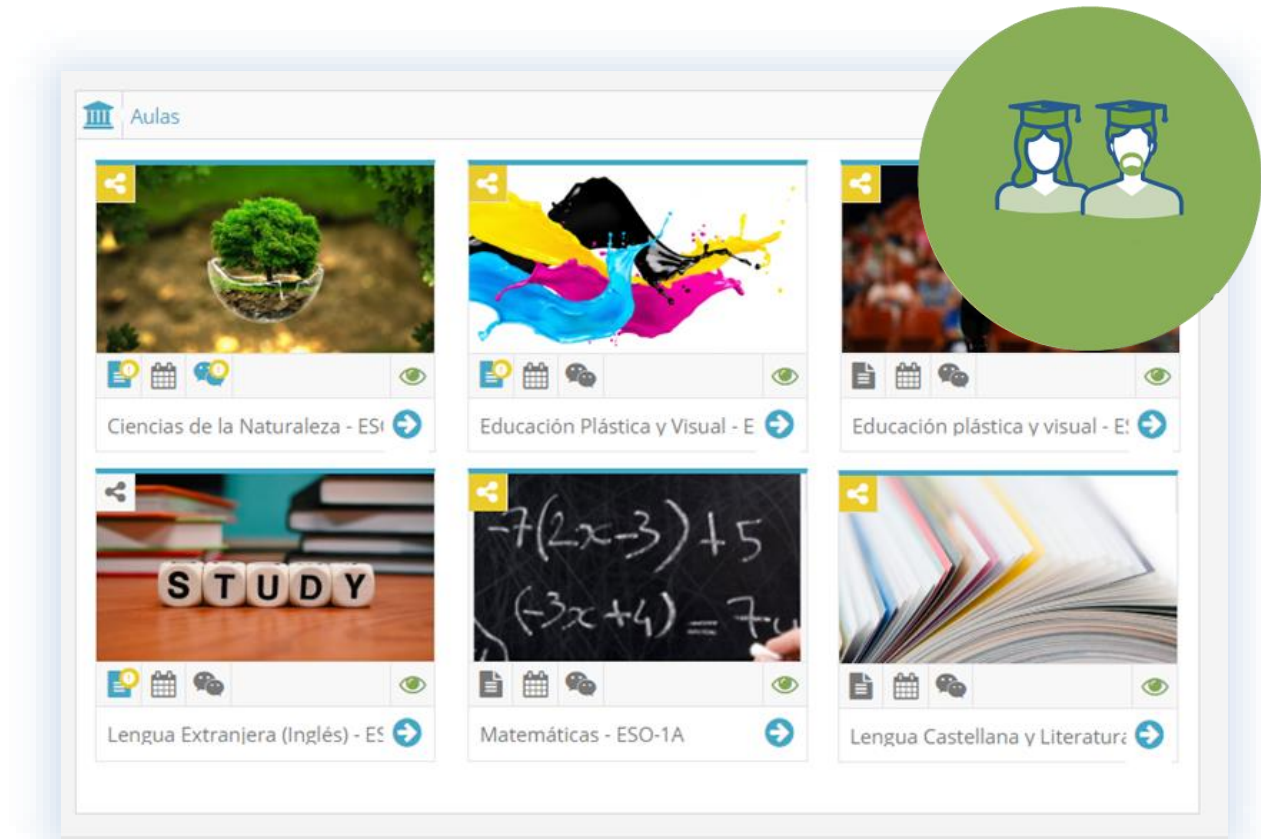 Aulas
Ciencias de la Naturaleza - ES
Educación Plástica y Visual - E
Educación plástica y visual - E
STUDY
-7(2x-3)+5
(-3x+4) = 7
Lengua Extranjera (Inglés) - ES
Matemáticas - ESO-1A
Lengua Castellana y Literatura